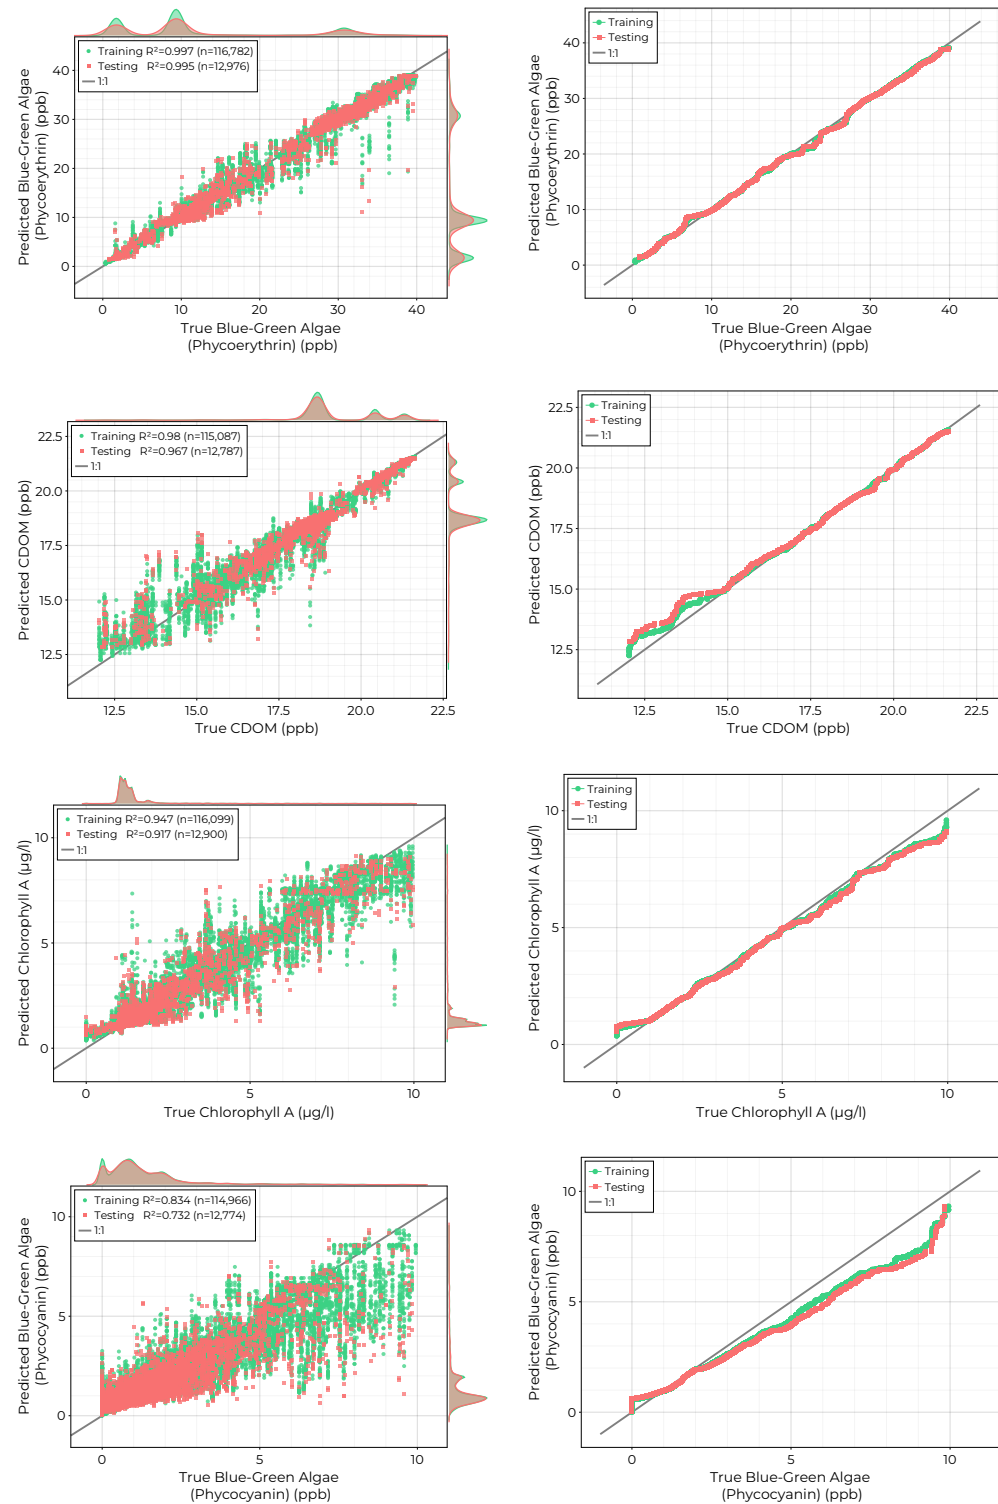 Training R²=0.997 (n=116,782)
Testing R²=0.995 (n=12,976)
1:1
Predicted Blue-Green Algae
(Phycoerythrin) (ppb)
40
30
20
10
0
0 10 20 30 40
True Blue-Green Algae
(Phycoerythrin) (ppb)
Training
Testing
1:1
Predicted Blue-Green Algae
(Phycoerythrin) (ppb)
40
30
20
10
0
0 10 20 30 40
True Blue-Green Algae
(Phycoerythrin) (ppb)
Training R²=0.98 (n=115,087)
Testing R²=0.967 (n=12,787)
1:1
Predicted CDOM (ppb)
22.5
20.0
17.5
15.0
12.5
12.5 15.0 17.5 20.0 22.5
True CDOM (ppb)
Training
Testing
1:1
Predicted CDOM (ppb)
22.5
20.0
17.5
15.0
12.5
12.5 15.0 17.5 20.0 22.5
True CDOM (ppb)
Training R²=0.947 (n=116,099)
Testing R²=0.917 (n=12,900)
1:1
Predicted Chlorophyll A (µg/l)
10
5
0
0 5 10
True Chlorophyll A (µg/l)
Training
Testing
1:1
Predicted Chlorophyll A (µg/l)
10
5
0
0 5 10
True Chlorophyll A (µg/l)
Training R²=0.834 (n=114,966)
Testing R²=0.732 (n=12,774)
1:1
Predicted Blue-Green Algae
(Phycocyanin) (ppb)
10
5
0
0 5 10
True Blue-Green Algae
(Phycocyanin) (ppb)
Training
Testing
1:1
Predicted Blue-Green Algae
(Phycocyanin) (ppb)
10
5
0
0 5 10
True Blue-Green Algae
(Phycocyanin) (ppb)